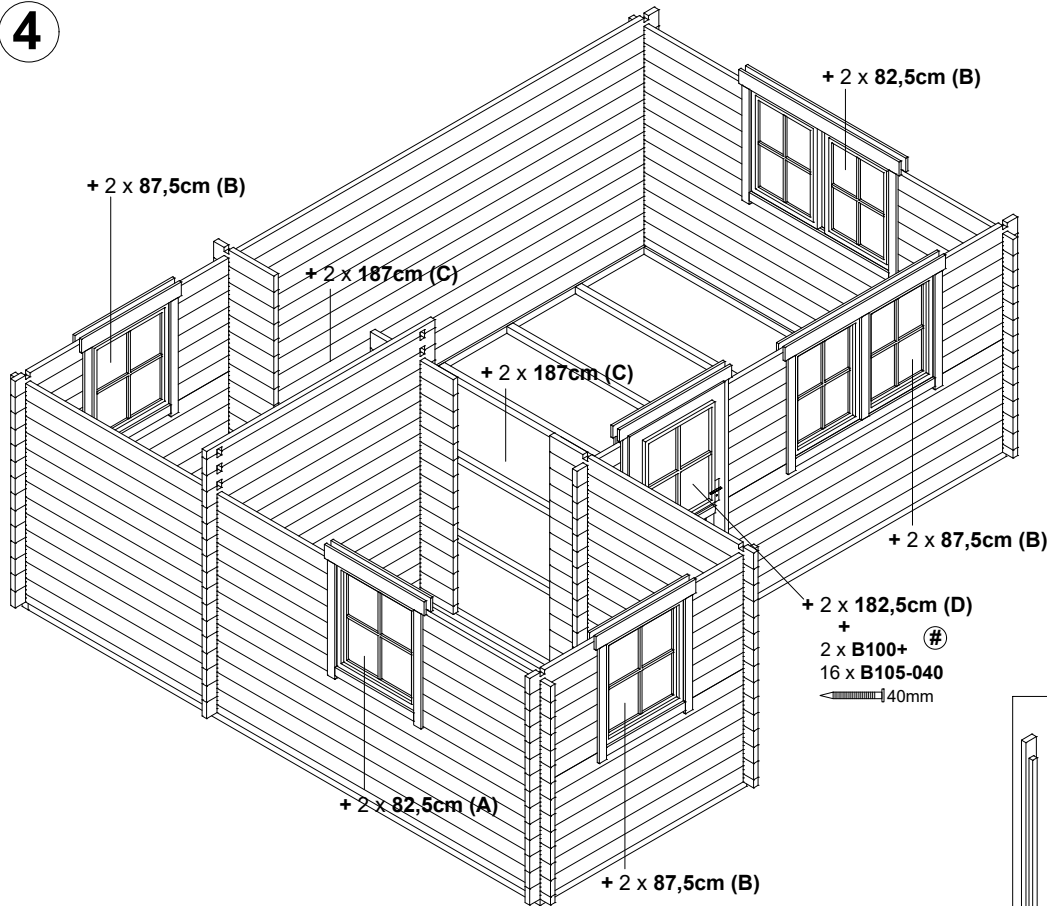 4
+ 2 x 82,5cm (B)
+ 2 x 87,5cm (B)
+ 2 x 187cm (C)
+ 2 x 187cm (C)
+ 2 x 87,5cm (B)
+ 2 x 182,5cm (D)
+
2 x B100+ #
16 x B105-040
40mm
+ 2 x 82,5cm (A)
+ 2 x 87,5cm (B)